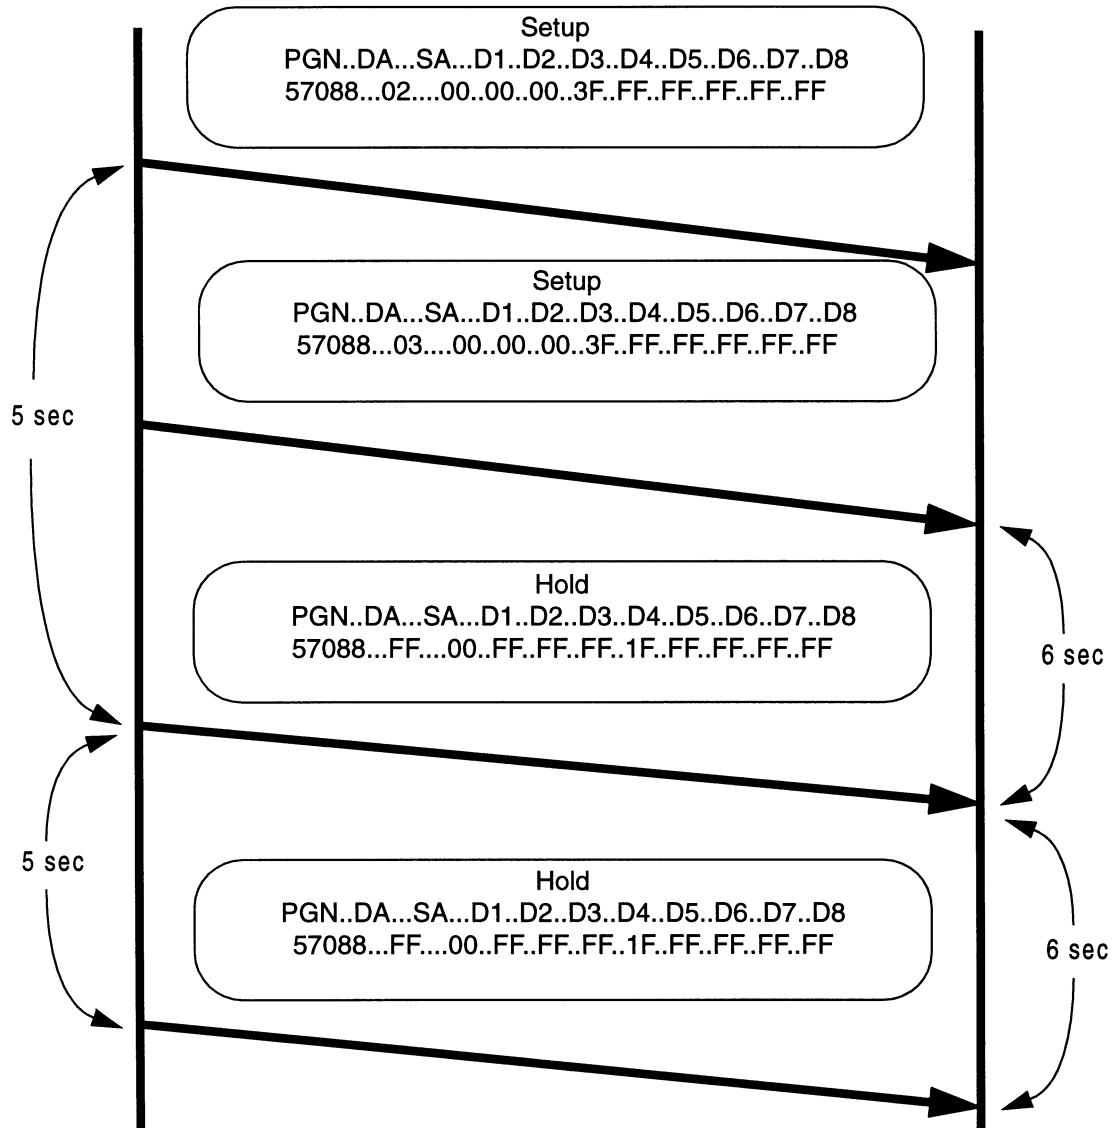 Setup
PGN..DA...SA...D1..D2..D3..D4..D5..D6..D7..D8
57088...02....00..00..00..3F..FF..FF..FF..FF..FF
Setup
PGN..DA...SA...D1..D2..D3..D4..D5..D6..D7..D8
57088...03....00..00..00..3F..FF..FF..FF..FF..FF
5 sec
Hold
PGN..DA...SA...D1..D2..D3..D4..D5..D6..D7..D8
57088...FF....00..FF..FF..FF..1F..FF..FF..FF..FF
6 sec
5 sec
Hold
PGN..DA...SA...D1..D2..D3..D4..D5..D6..D7..D8
57088...FF....00..FF..FF..FF..1F..FF..FF..FF..FF
6 sec